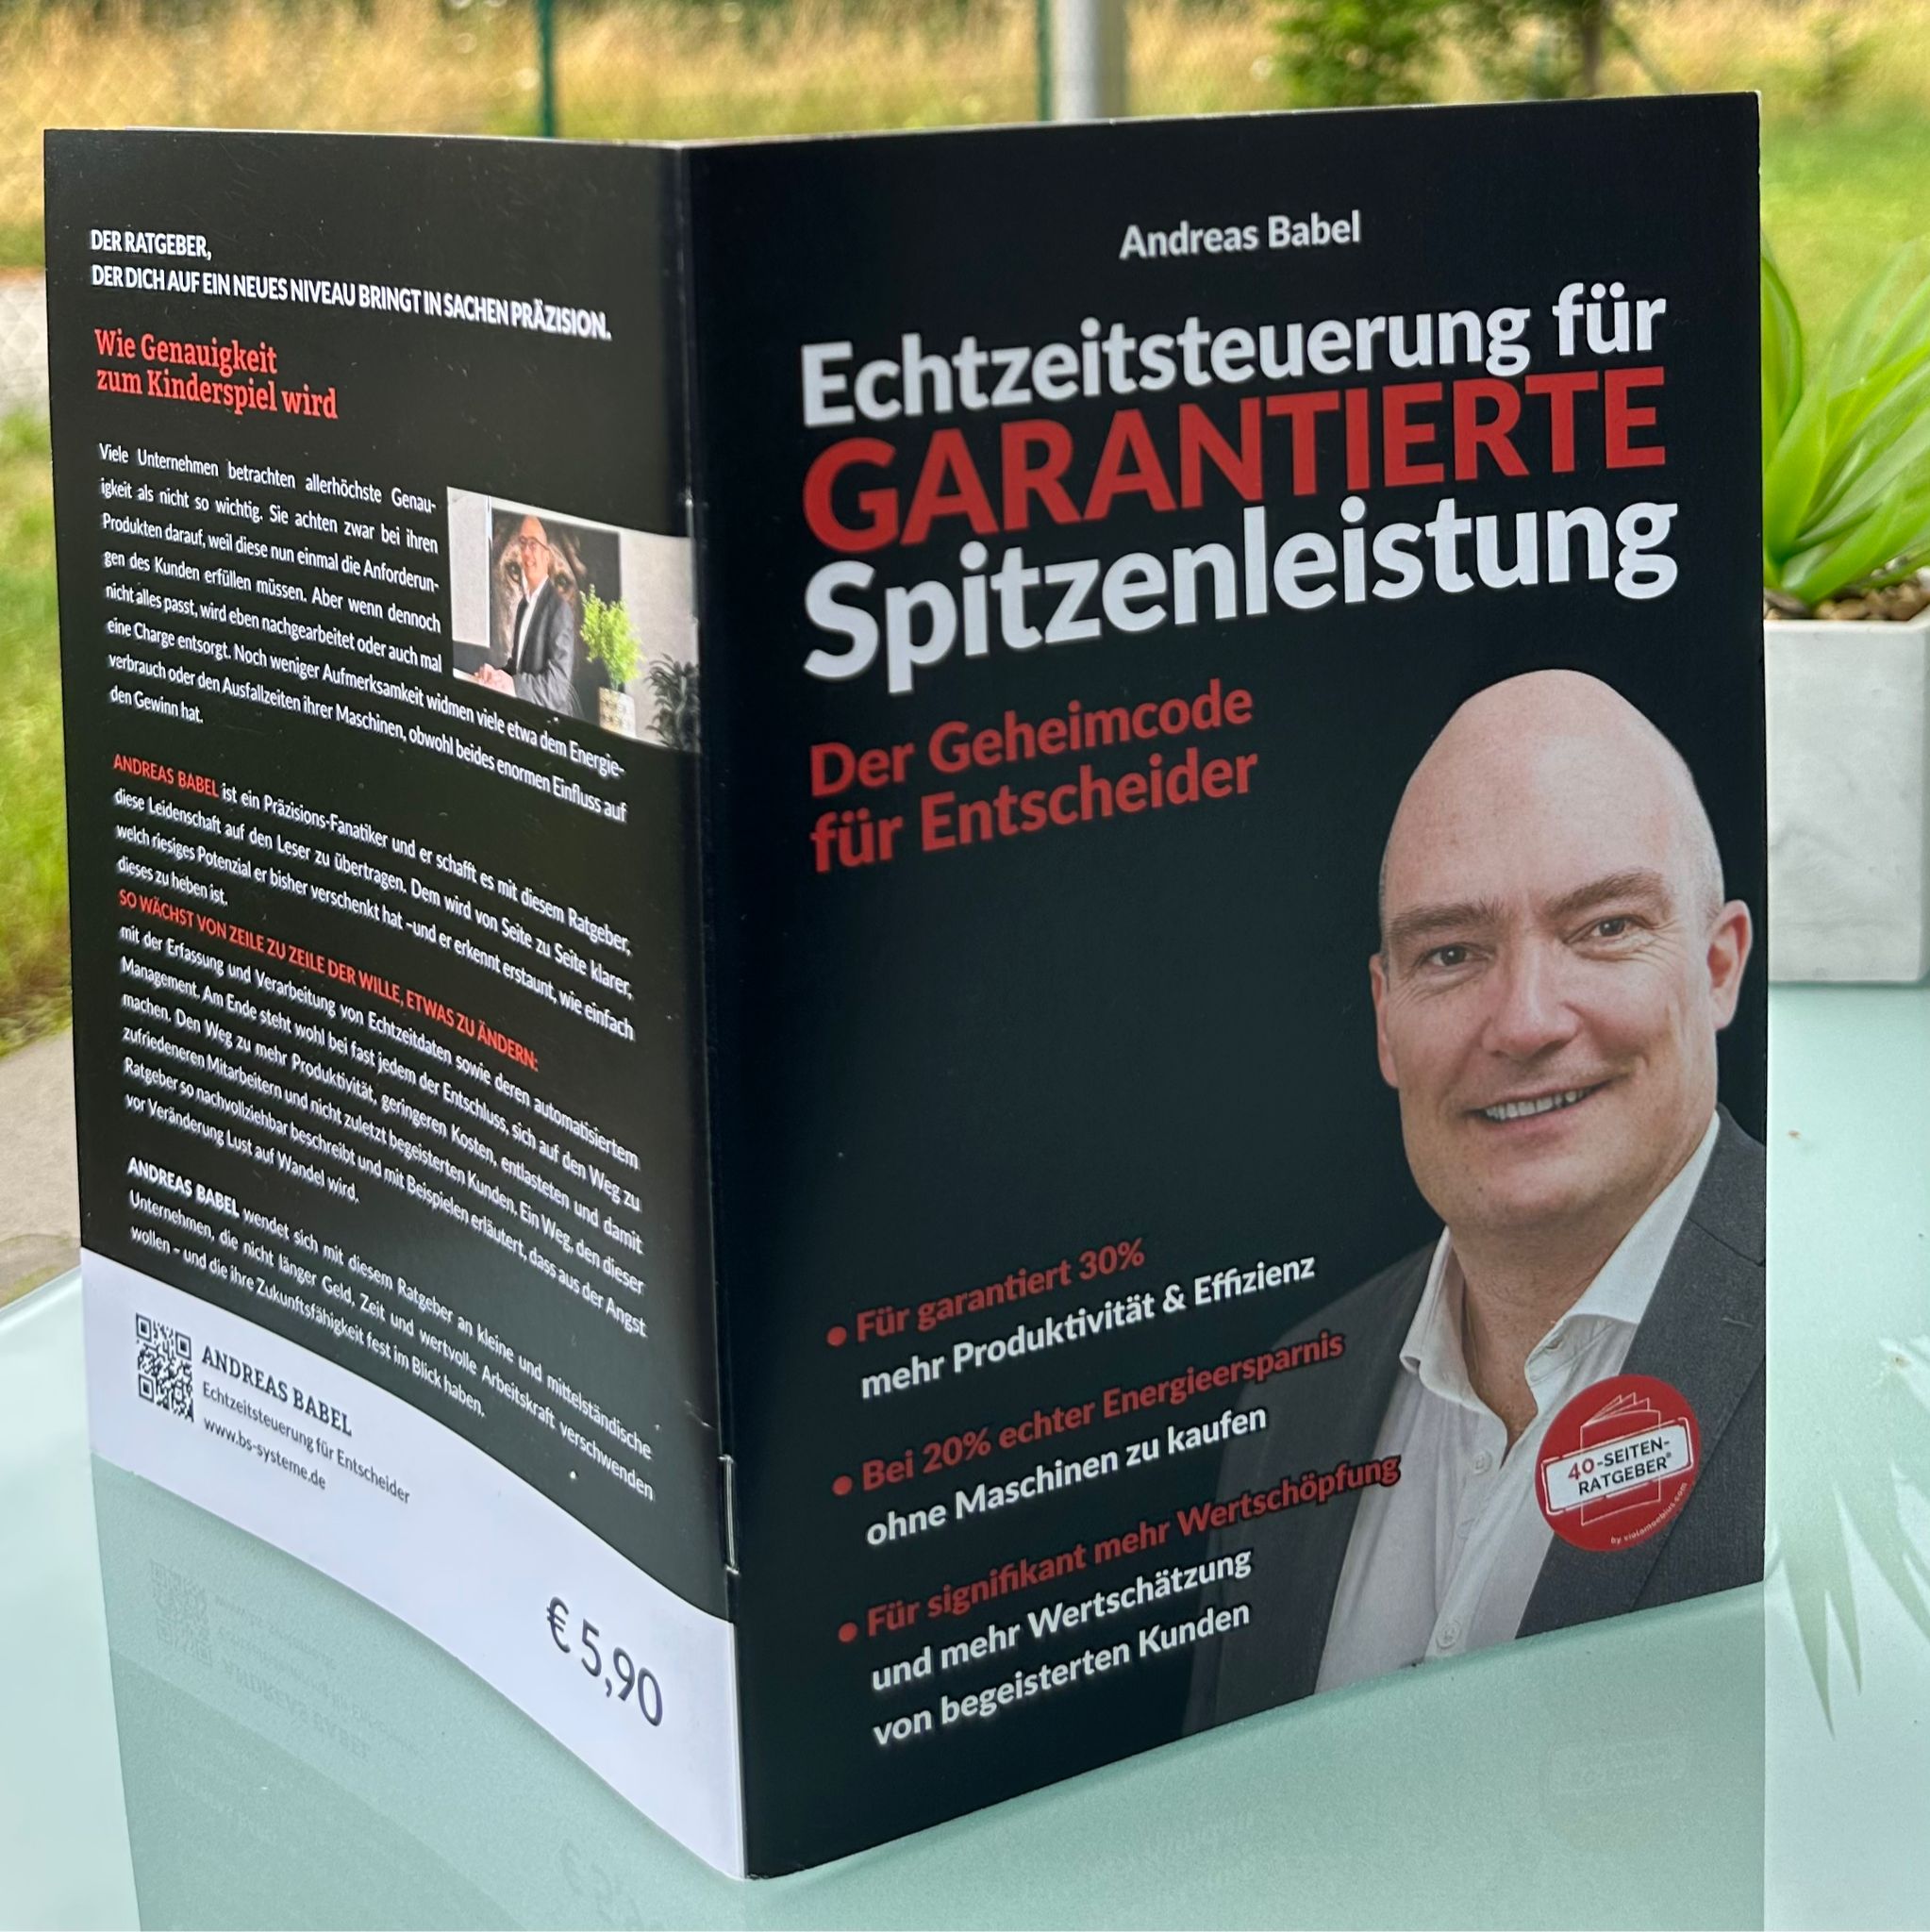 DER RATGEBER,
DER DICH AUF EIN NEUES NIVEAU BRINGT IN SACHEN PRÄZISION.
Wie Genauigkeit
zum Kinderspiel wird
Viele Unternehmen betrachten allerhöchste Genau-
igkeit als nicht so wichtig. Sie achten zwar bei ihren
Produkten darauf, weil diese nun einmal die Anforderun-
gen des Kunden erfüllen müssen. Aber wenn dennoch
nicht alles passt, wird eben nachgearbeitet oder auch mal
eine Charge entsorgt. Noch weniger Aufmerksamkeit widmen viele etwa dem Energie-
verbrauch oder den Ausfallzeiten ihrer Maschinen, obwohl beides enormen Einfluss auf
den Gewinn hat.
ANDREAS BABEL ist ein Präzisions-Fanatiker und er schafft es mit diesem Ratgeber,
diese Leidenschaft auf den Leser zu übertragen. Dem wird von Seite zu Seite klarer,
welch riesiges Potenzial er bisher verschenkt hat –und er erkennt erstaunt, wie einfach
dieses zu heben ist.
SO WÄCHST VON ZEILE ZU ZEILE DER WILLE, ETWAS ZU ÄNDERN:
mit der Erfassung und Verarbeitung von Echtzeitdaten sowie deren automatisiertem
Management. Am Ende steht wohl bei fast jedem der Entschluss, sich auf den Weg zu
machen. Den Weg zu mehr Produktivität, geringeren Kosten, entlasteten und damit
zufriedeneren Mitarbeitern und nicht zuletzt begeisterten Kunden. Ein Weg, den dieser
Ratgeber so nachvollziehbar beschreibt und mit Beispielen erläutert, dass aus der Angst
vor Veränderung Lust auf Wandel wird.
ANDREAS BABEL wendet sich mit diesem Ratgeber an kleine und mittelständische
Unternehmen, die nicht länger Geld, Zeit und wertvolle Arbeitskraft verschwenden
wollen – und die ihre Zukunftsfähigkeit fest im Blick haben.
ANDREAS BABEL
Echtzeitsteuerung für Entscheider
www.bs-systeme.de
€ 5,90
Andreas Babel
Echtzeitsteuerung für
GARANTIERTE
Spitzenleistung
Der Geheimcode
für Entscheider
• Für garantiert 30%
mehr Produktivität & Effizienz
• Bei 20% echter Energieersparnis
ohne Maschinen zu kaufen
• Für signifikant mehr Wertschöpfung
und mehr Wertschätzung
von begeisterten Kunden
40-SEITEN-
RATGEBER®
by violamoebius.com